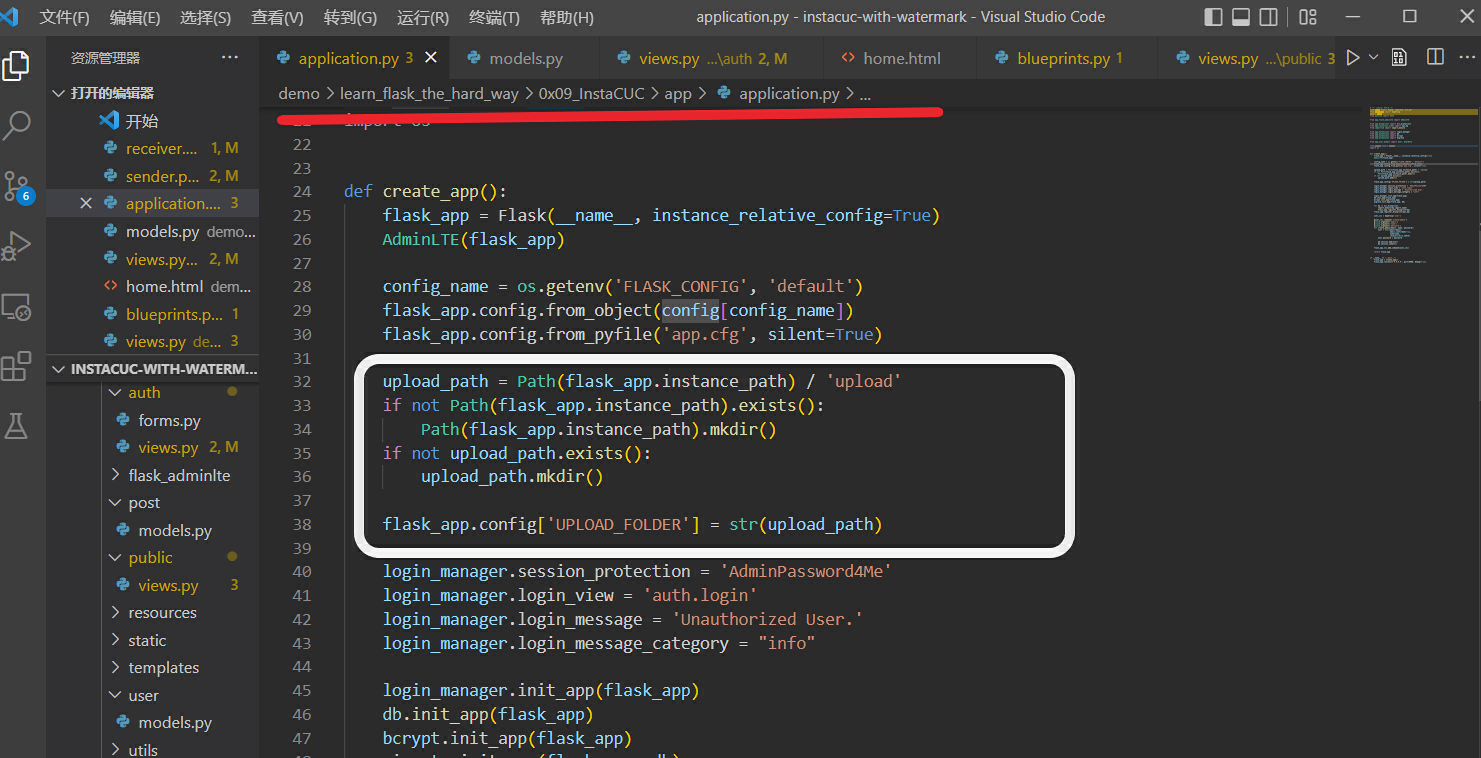 文件(F) 编辑(E) 选择(S) 查看(V) 转到(G) 运行(R) 终端(T) 帮助(H) application.py - instacuc-with-watermark - Visual Studio Code
资源管理器
打开的编辑器
开始
receiver.... 1, M
sender.p... 2, M
application.... 3
models.py demo...
views.py... 2, M
home.html dem...
blueprints.p... 1
views.py de... 3
INSTACUC-WITH-WATERM...
auth
forms.py
views.py 2, M
flask_adminlte
post
models.py
public
views.py 3
resources
static
templates
user
models.py
utils
6
application.py 3 models.py views.py ...\auth 2, M home.html blueprints.py 1 views.py ...\public 3
demo > learn_flask_the_hard_way > 0x09_InstaCUC > app > application.py > ...
21 import os
22
23
24 def create_app():
25 flask_app = Flask(__name__, instance_relative_config=True)
26 AdminLTE(flask_app)
27
28 config_name = os.getenv('FLASK_CONFIG', 'default')
29 flask_app.config.from_object(config[config_name])
30 flask_app.config.from_pyfile('app.cfg', silent=True)
31
32 upload_path = Path(flask_app.instance_path) / 'upload'
33 if not Path(flask_app.instance_path).exists():
34 Path(flask_app.instance_path).mkdir()
35 if not upload_path.exists():
36 upload_path.mkdir()
37
38 flask_app.config['UPLOAD_FOLDER'] = str(upload_path)
39
40 login_manager.session_protection = 'AdminPassword4Me'
41 login_manager.login_view = 'auth.login'
42 login_manager.login_message = 'Unauthorized User.'
43 login_manager.login_message_category = "info"
44
45 login_manager.init_app(flask_app)
46 db.init_app(flask_app)
47 bcrypt.init_app(flask_app)